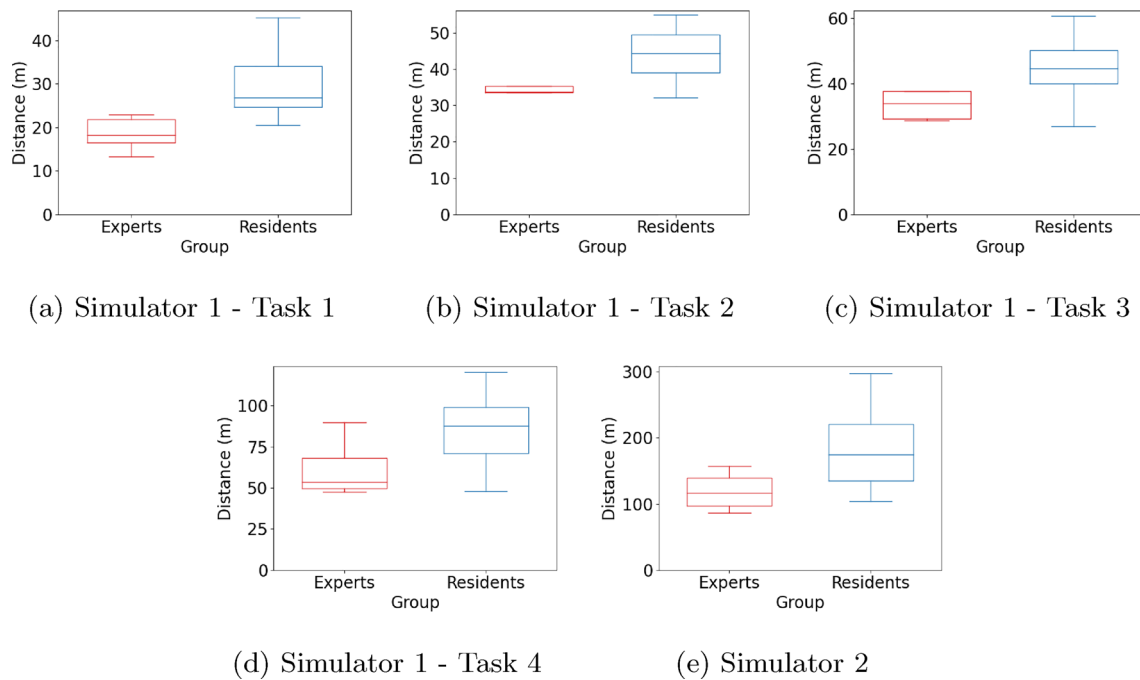 40
30
20
10
0
Distance (m)
Experts Residents
Group
(a) Simulator 1 - Task 1
50
40
30
20
10
0
Distance (m)
Experts Residents
Group
(b) Simulator 1 - Task 2
60
40
20
0
Distance (m)
Experts Residents
Group
(c) Simulator 1 - Task 3
100
75
50
25
0
Distance (m)
Experts Residents
Group
(d) Simulator 1 - Task 4
300
200
100
0
Distance (m)
Experts Residents
Group
(e) Simulator 2